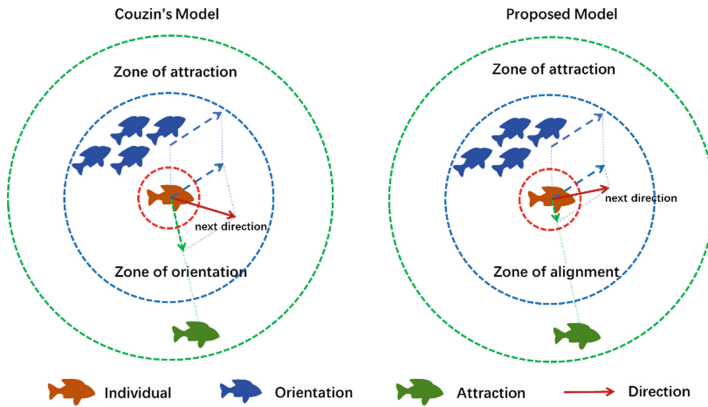 Couzin's Model
Proposed Model
Zone of attraction
Zone of attraction
next direction
next direction
Zone of orientation
Zone of alignment
Individual
Orientation
Attraction
Direction